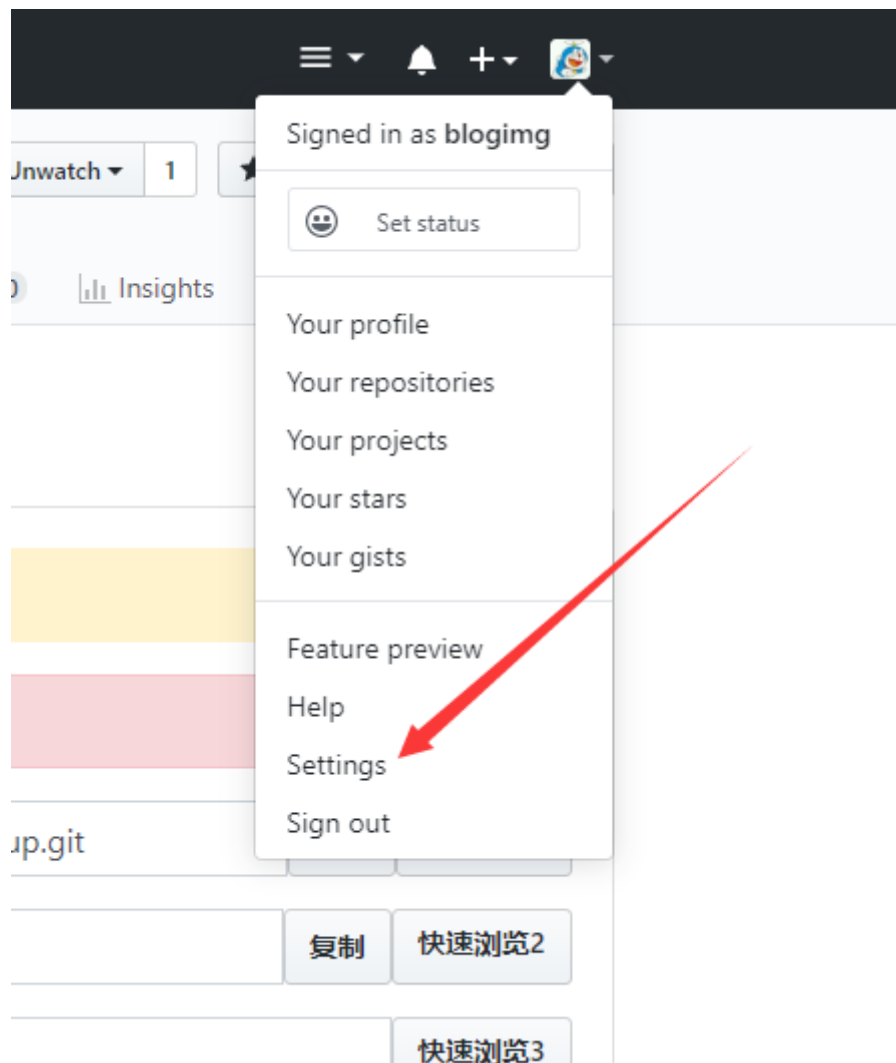 Signed in as blogimg
Unwatch 1
Set status
Insights
Your profile
Your repositories
Your projects
Your stars
Your gists
Feature preview
Help
Settings
Sign out
up.git
复制 快速浏览2
快速浏览3